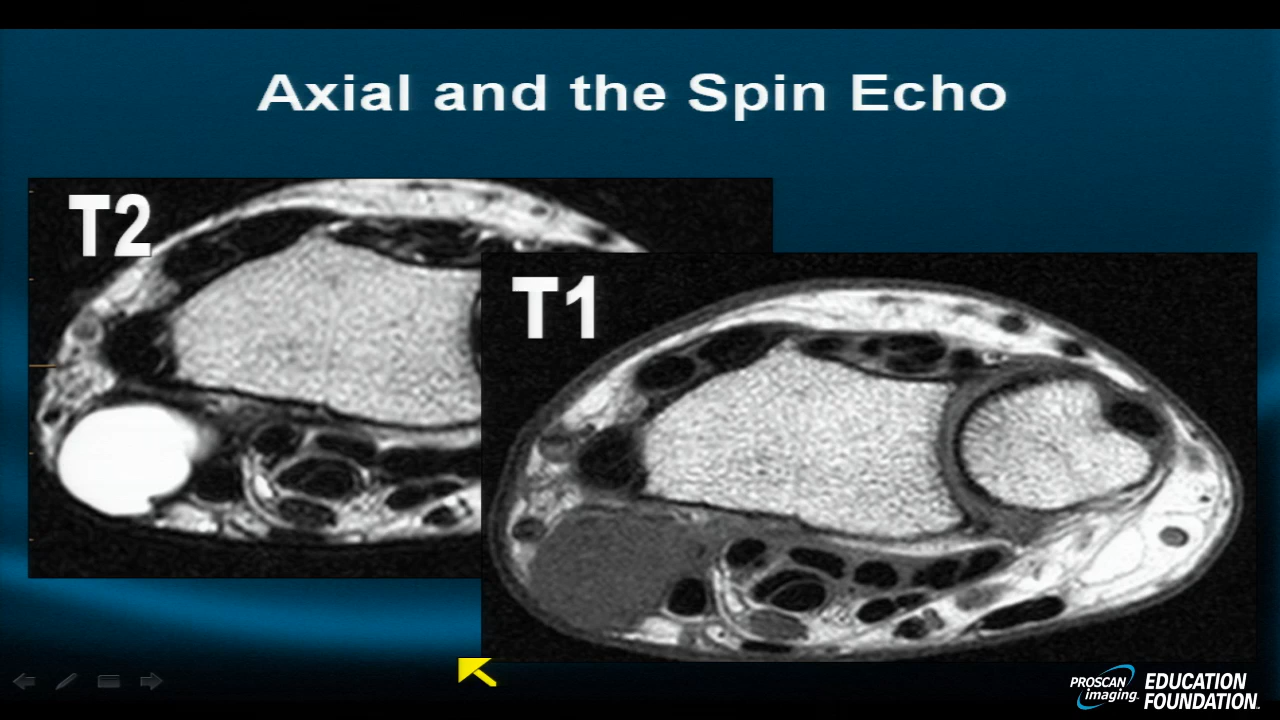 Axial and the Spin Echo
T2
T1
PROSCAN
imaging
EDUCATION
FOUNDATION